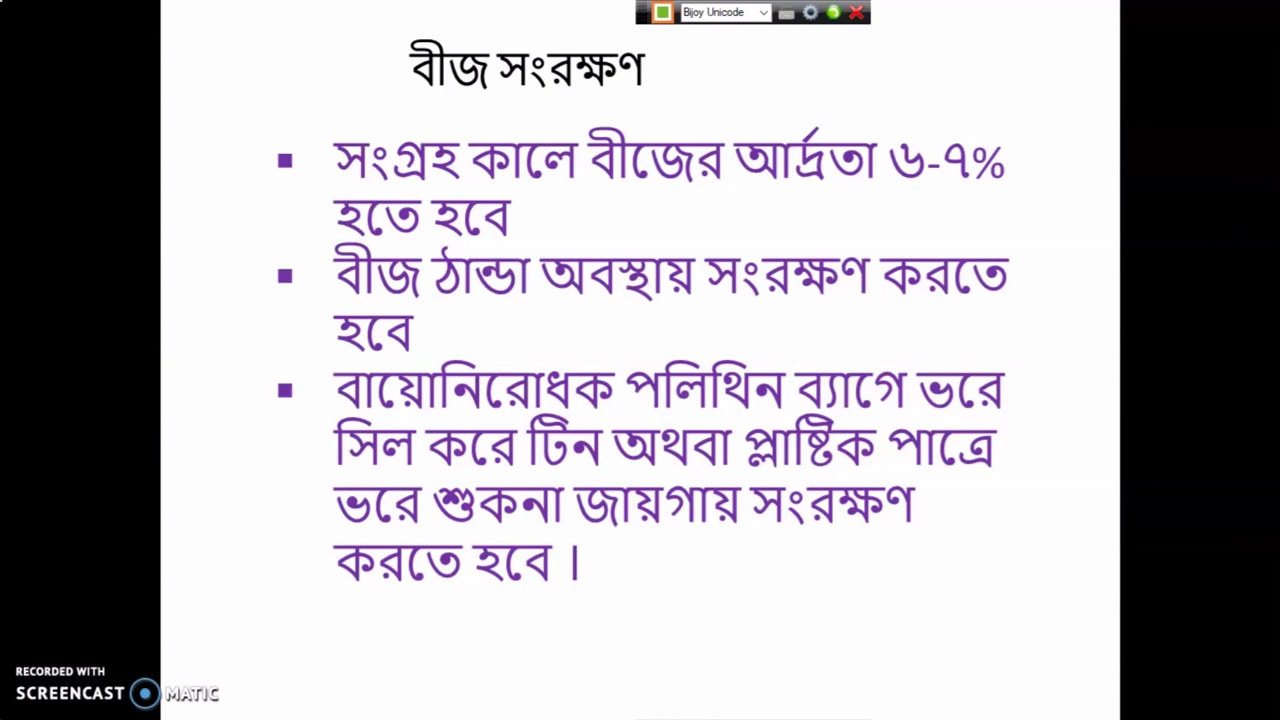 Bijoy Unicode
বীজ সংরক্ষণ
▪ সংগ্রহ কালে বীজের আর্দ্রতা ৬-৭%
হতে হবে
▪ বীজ ঠান্ডা অবস্থায় সংরক্ষণ করতে
হবে
▪ বায়োনিরোধক পলিথিন ব্যাগে ভরে
সিল করে টিন অথবা প্লাষ্টিক পাত্রে
ভরে শুকনা জায়গায় সংরক্ষণ
করতে হবে ।
RECORDED WITH
SCREENCAST MATIC